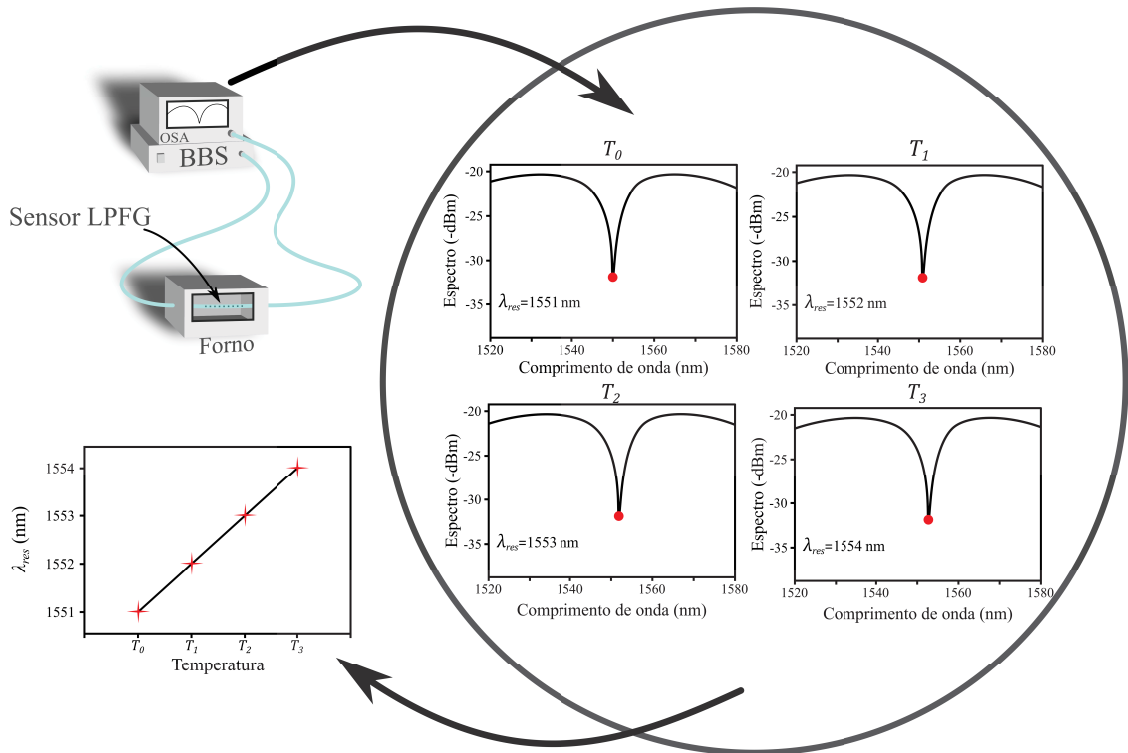 OSA
BBS
Sensor LPFG
Forno
T0
-20
-25
-30
-35
Espectro (-dBm)
λres=1551 nm
1520
1540
1560
1580
Comprimento de onda (nm)
T1
-20
-25
-30
-35
Espectro (-dBm)
λres=1552 nm
1520
1540
1560
1580
Comprimento de onda (nm)
T2
-20
-25
-30
-35
Espectro (-dBm)
λres=1553 nm
1520
1540
1560
1580
Comprimento de onda (nm)
T3
-20
-25
-30
-35
Espectro (-dBm)
λres=1554 nm
1520
1540
1560
1580
Comprimento de onda (nm)
1554
1553
1552
1551
λres (nm)
T0
T1
T2
T3
Temperatura